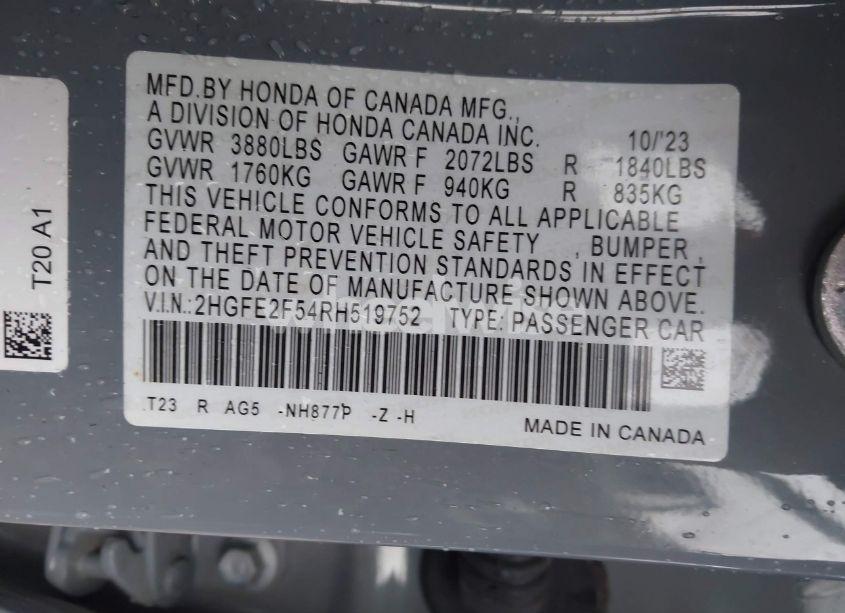 MFD.BY HONDA OF CANADA MFG.,
A DIVISION OF HONDA CANADA INC. 10/'23
GVWR 3880LBS GAWR F 2072LBS R 1840LBS
GVWR 1760KG GAWR F 940KG R 835KG
THIS VEHICLE CONFORMS TO ALL APPLICABLE
FEDERAL MOTOR VEHICLE SAFETY , BUMPER ,
AND THEFT PREVENTION STANDARDS IN EFFECT
ON THE DATE OF MANUFACTURE SHOWN ABOVE.
V.I.N.:2HGFE2F54RH519752 TYPE: PASSENGER CAR
T23 R AG5 -NH877P -Z -H
MADE IN CANADA
T20 A1